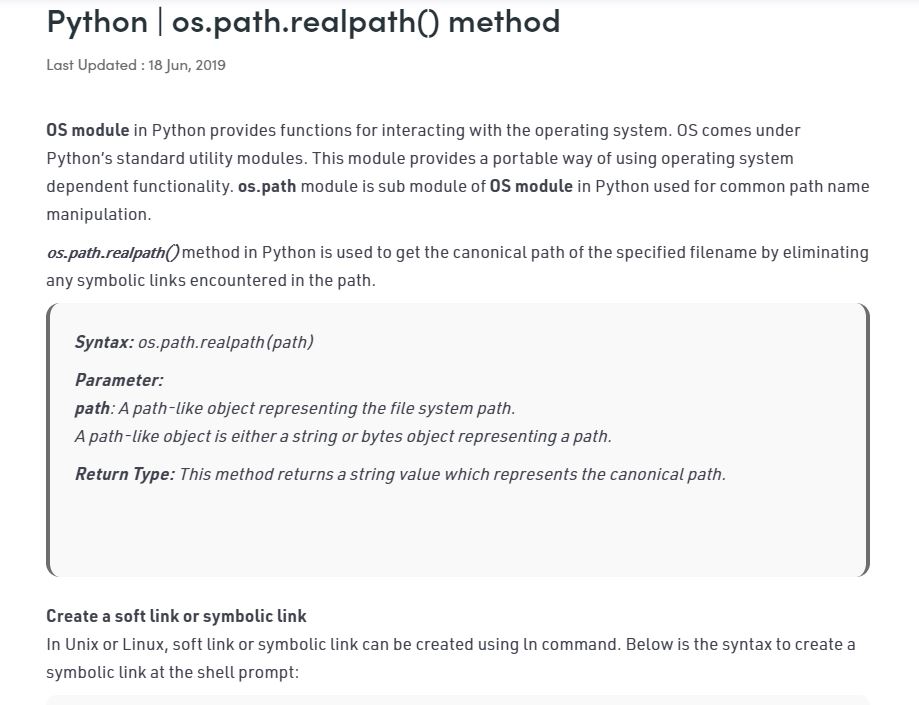 Python | os.path.realpath() method
Last Updated : 18 Jun, 2019
OS module in Python provides functions for interacting with the operating system. OS comes under
Python's standard utility modules. This module provides a portable way of using operating system
dependent functionality. os.path module is sub module of OS module in Python used for common path name
manipulation.
os.path.realpath() method in Python is used to get the canonical path of the specified filename by eliminating
any symbolic links encountered in the path.
Syntax: os.path.realpath(path)
Parameter:
path: A path-like object representing the file system path.
A path-like object is either a string or bytes object representing a path.
Return Type: This method returns a string value which represents the canonical path.
Create a soft link or symbolic link
In Unix or Linux, soft link or symbolic link can be created using ln command. Below is the syntax to create a
symbolic link at the shell prompt: